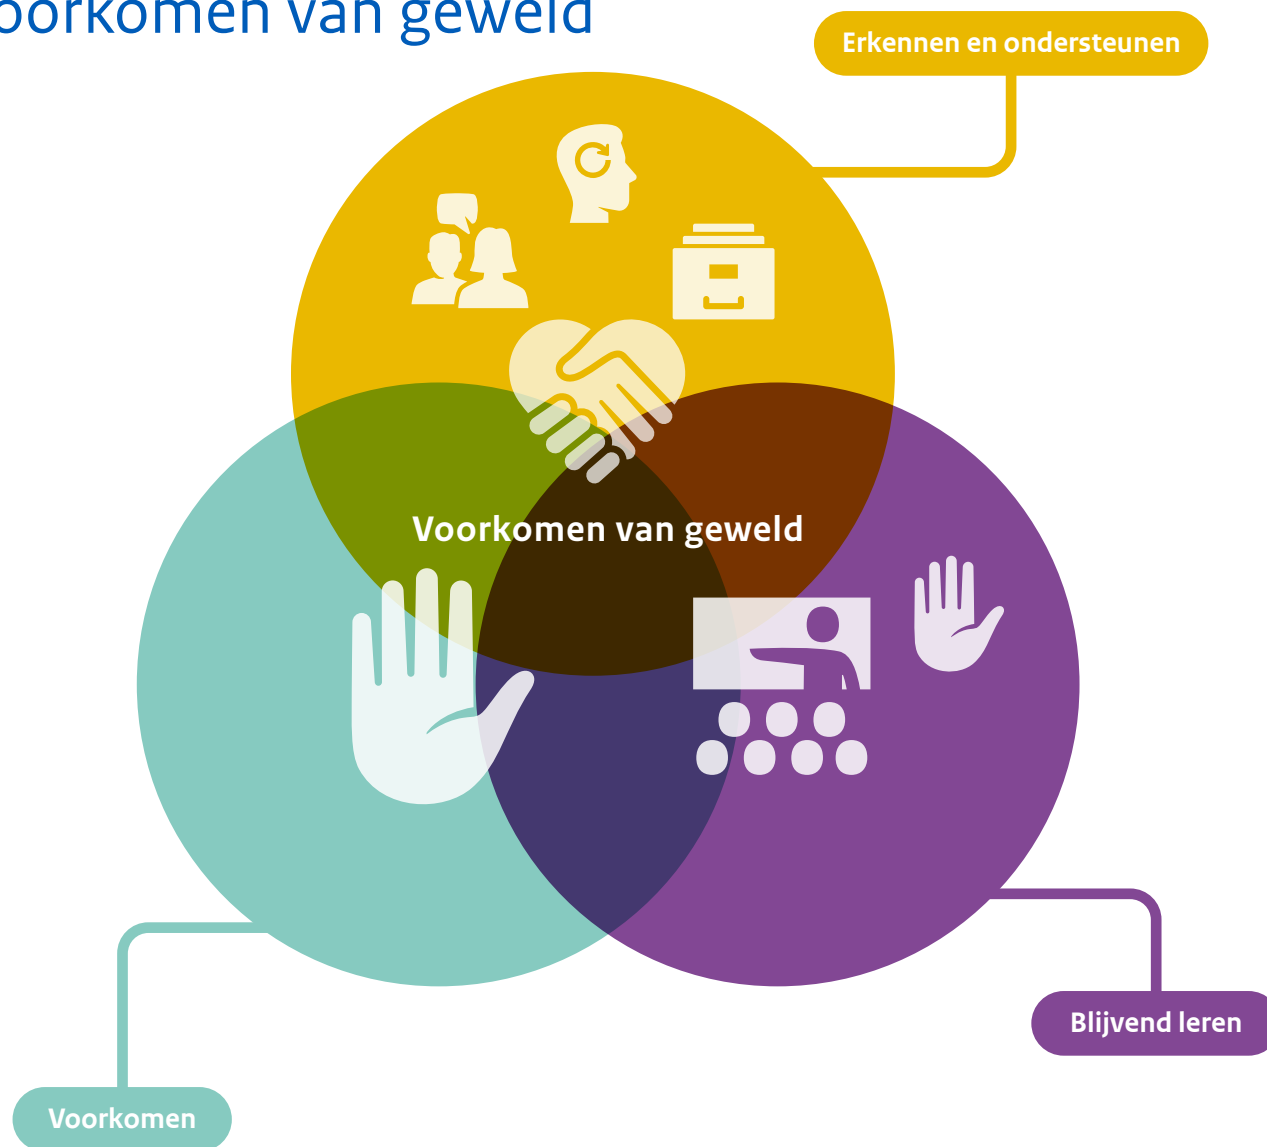 oorkomen van geweld
Erkennen en ondersteunen
Voorkomen van geweld
Blijvend leren
Voorkomen